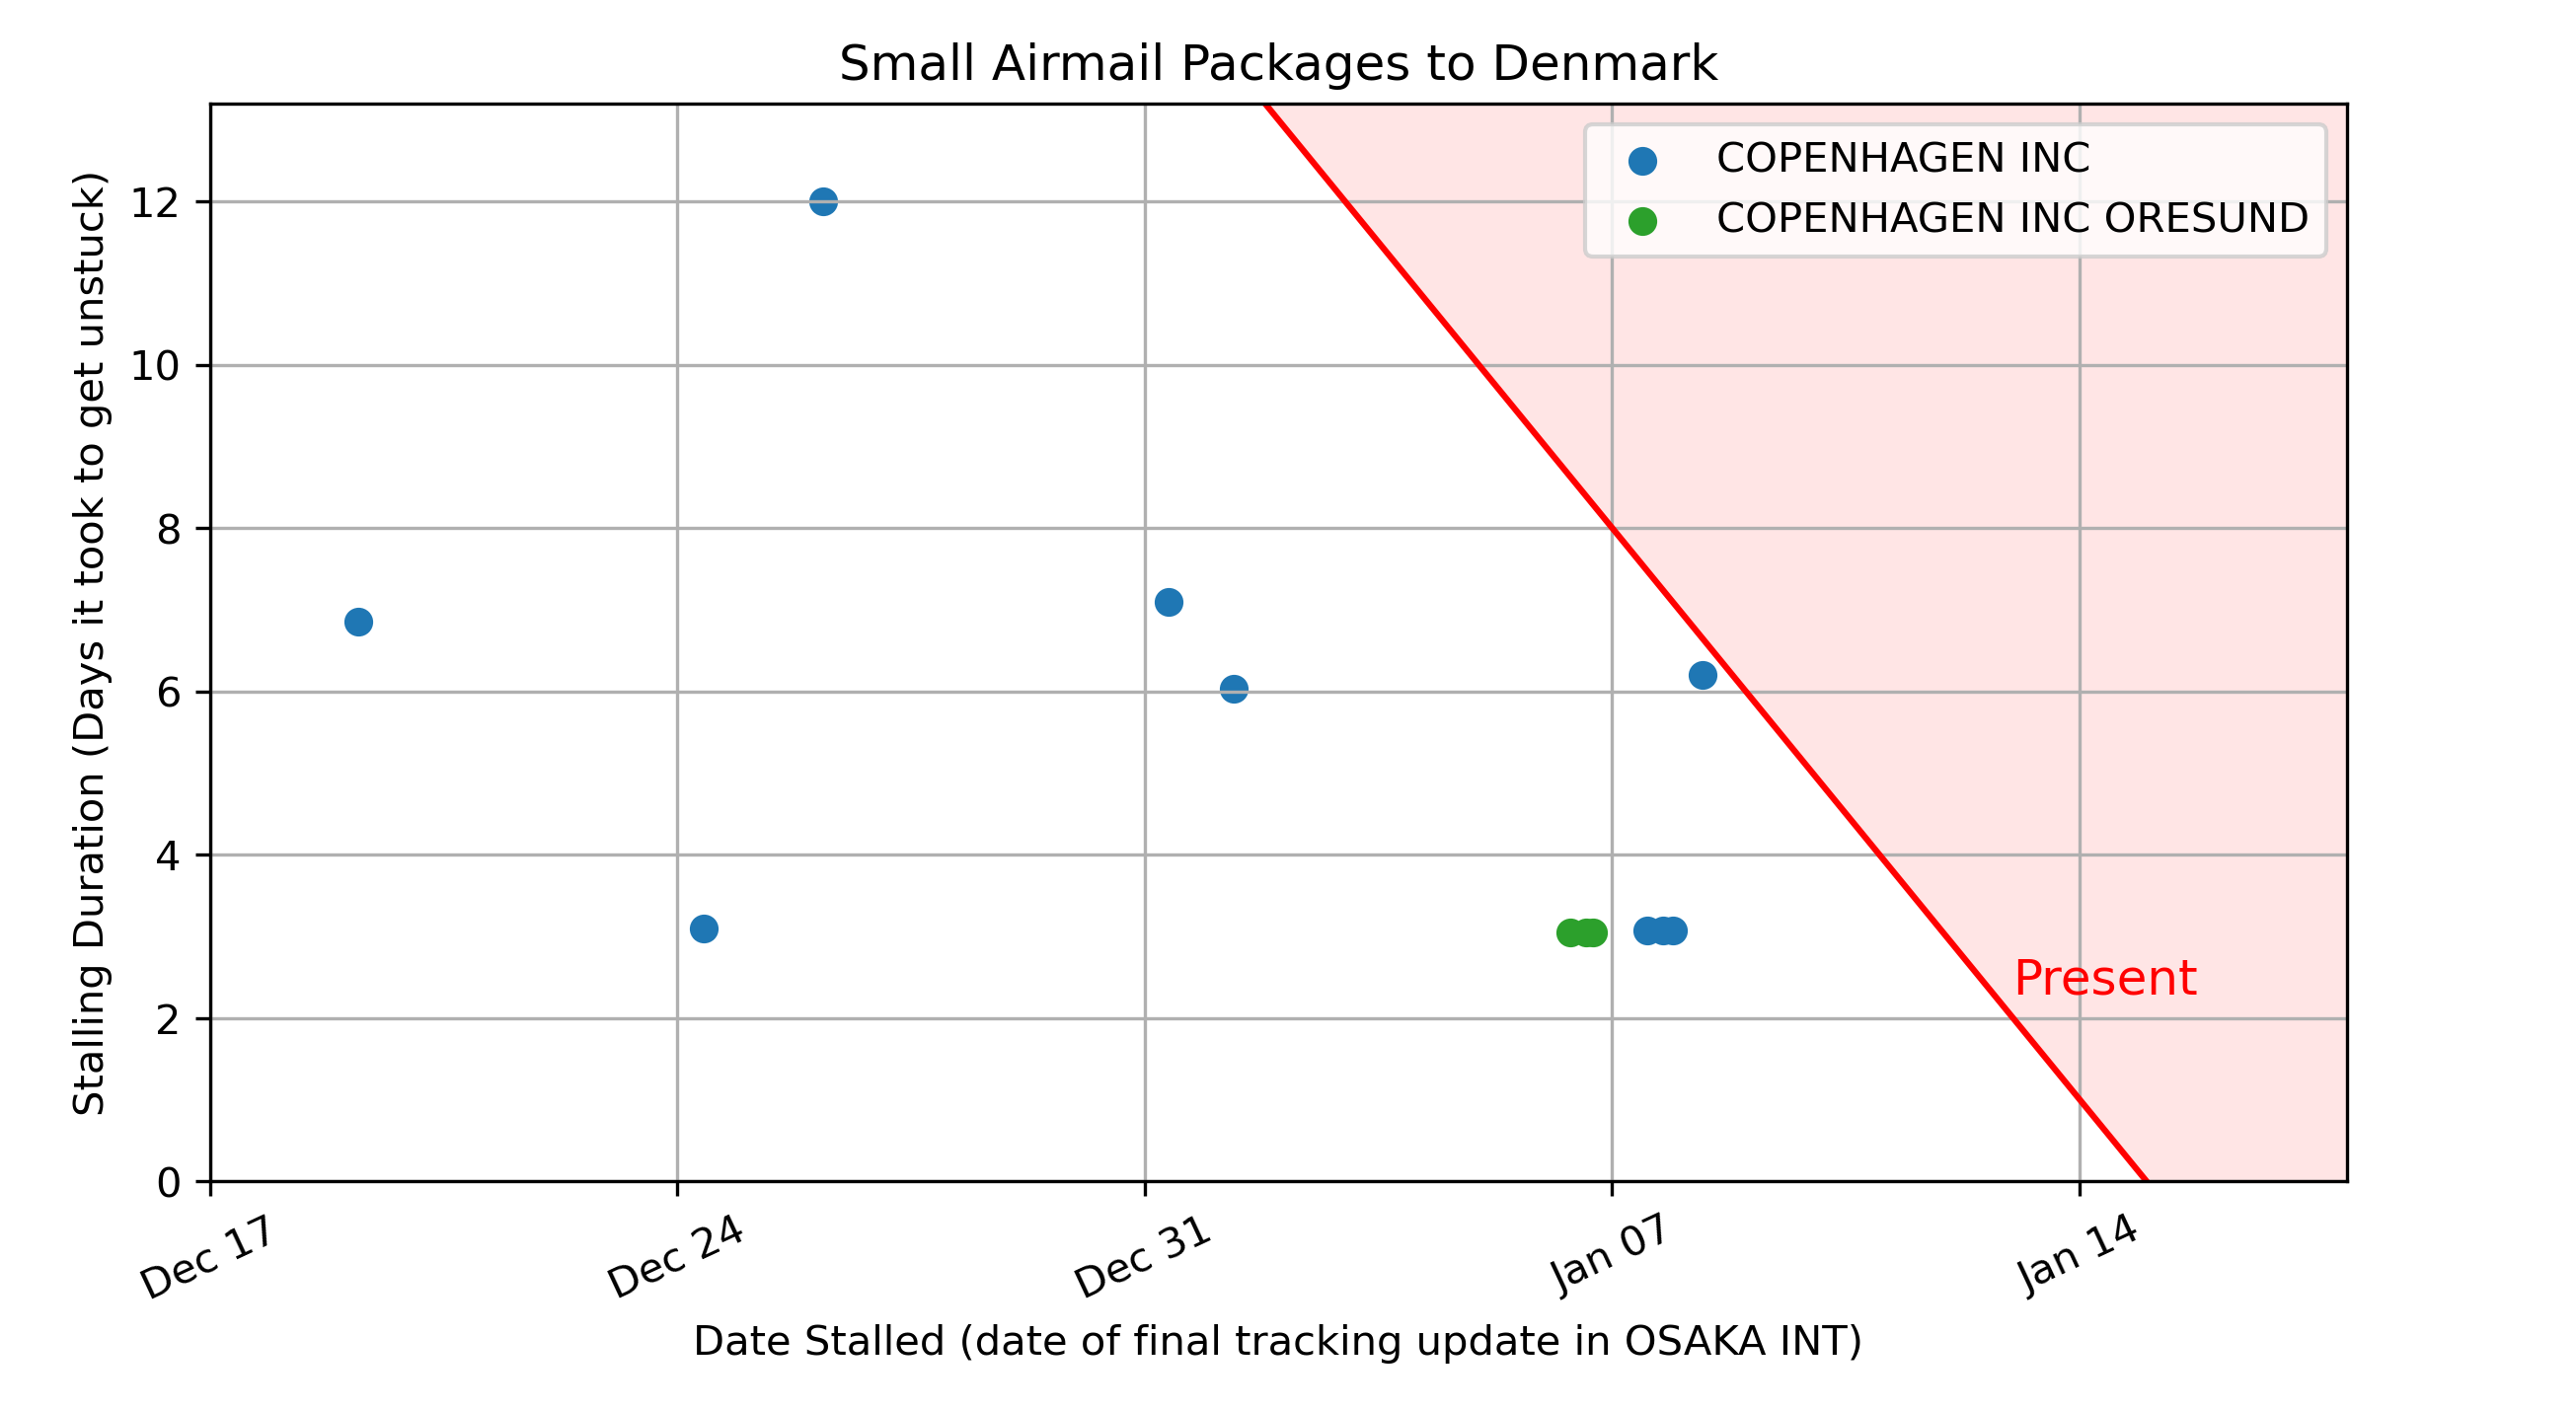 Small Airmail Packages to Denmark
COPENHAGEN INC
COPENHAGEN INC ORESUND
Stalling Duration (Days it took to get unstuck)
12
10
8
6
4
2
0
Present
Dec 17
Dec 24
Dec 31
Jan 07
Jan 14
Date Stalled (date of final tracking update in OSAKA INT)